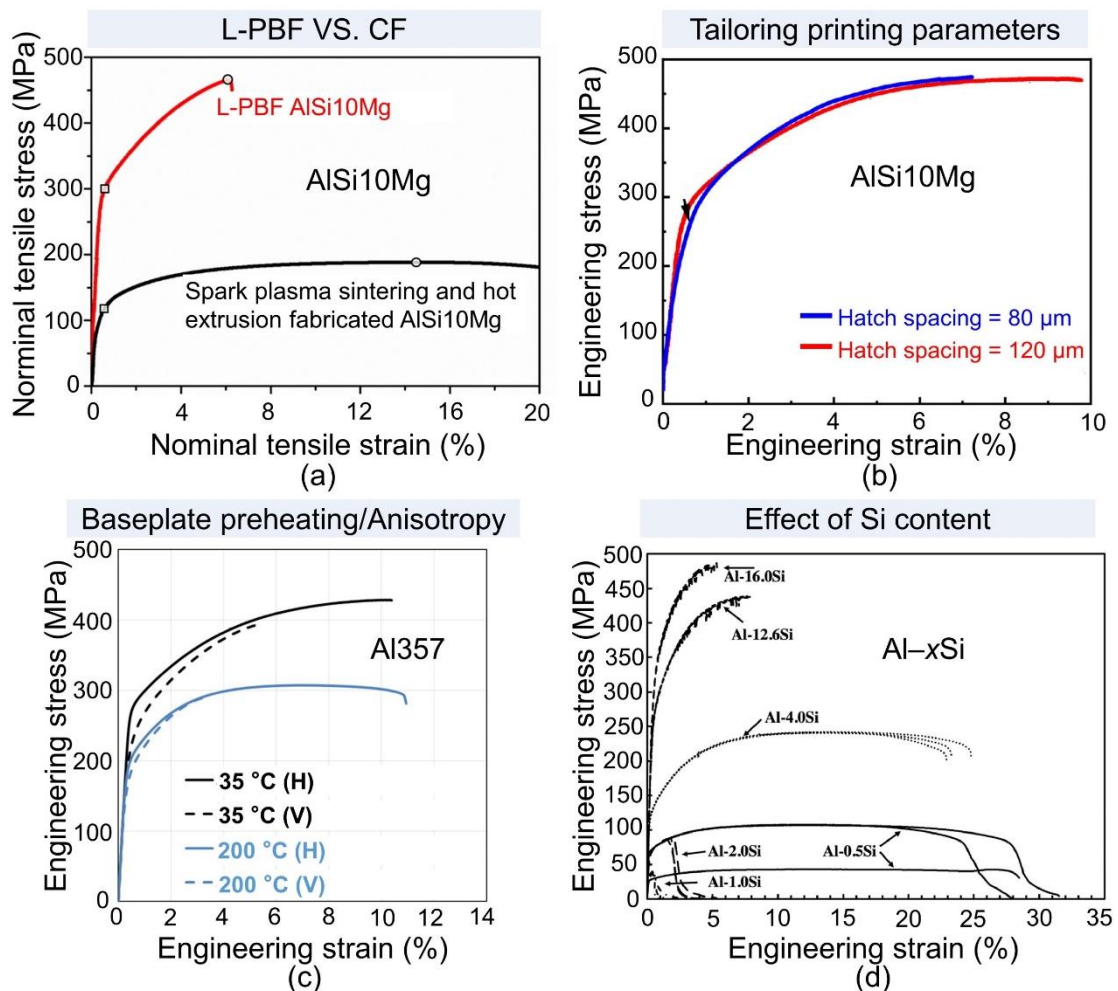 L-PBF VS. CF
Norminal tensile stress (MPa)
500
400
300
200
100
0
L-PBF AlSi10Mg
AlSi10Mg
Spark plasma sintering and hot
extrusion fabricated AlSi10Mg
0 4 8 12 16 20
Nominal tensile strain (%)
(a)
Tailoring printing parameters
Engineering stress (MPa)
500
400
300
200
100
0
AlSi10Mg
Hatch spacing = 80 µm
Hatch spacing = 120 µm
0 2 4 6 8 10
Engineering strain (%)
(b)
Baseplate preheating/Anisotropy
Engineering stress (MPa)
500
400
300
200
100
0
Al357
35 °C (H)
35 °C (V)
200 °C (H)
200 °C (V)
0 2 4 6 8 10 12 14
Engineering strain (%)
(c)
Effect of Si content
Engineering stress (MPa)
500
450
400
350
300
250
200
150
100
50
0
Al-16.0Si
Al-12.6Si
Al–xSi
Al-4.0Si
Al-2.0Si
Al-0.5Si
Al-1.0Si
0 5 10 15 20 25 30 35
Engineering strain (%)
(d)